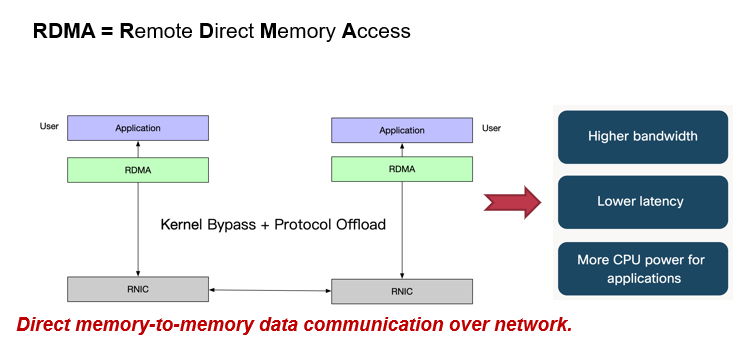 RDMA = Remote Direct Memory Access
User
Application
RDMA
RNIC
Application
User
RDMA
RNIC
Kernel Bypass + Protocol Offload
Higher bandwidth
Lower latency
More CPU power for
applications
Direct memory-to-memory data communication over network.